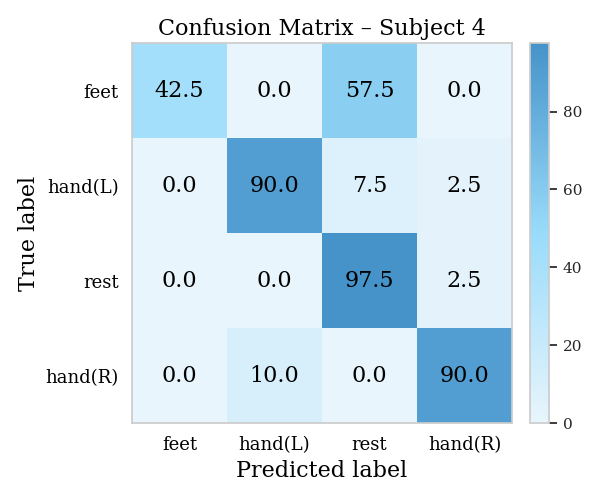 Confusion Matrix – Subject 4
feet 42.5 0.0 57.5 0.0
hand(L) 0.0 90.0 7.5 2.5
rest 0.0 0.0 97.5 2.5
hand(R) 0.0 10.0 0.0 90.0
feet hand(L) rest hand(R)
Predicted label
True label
80
60
40
20
0